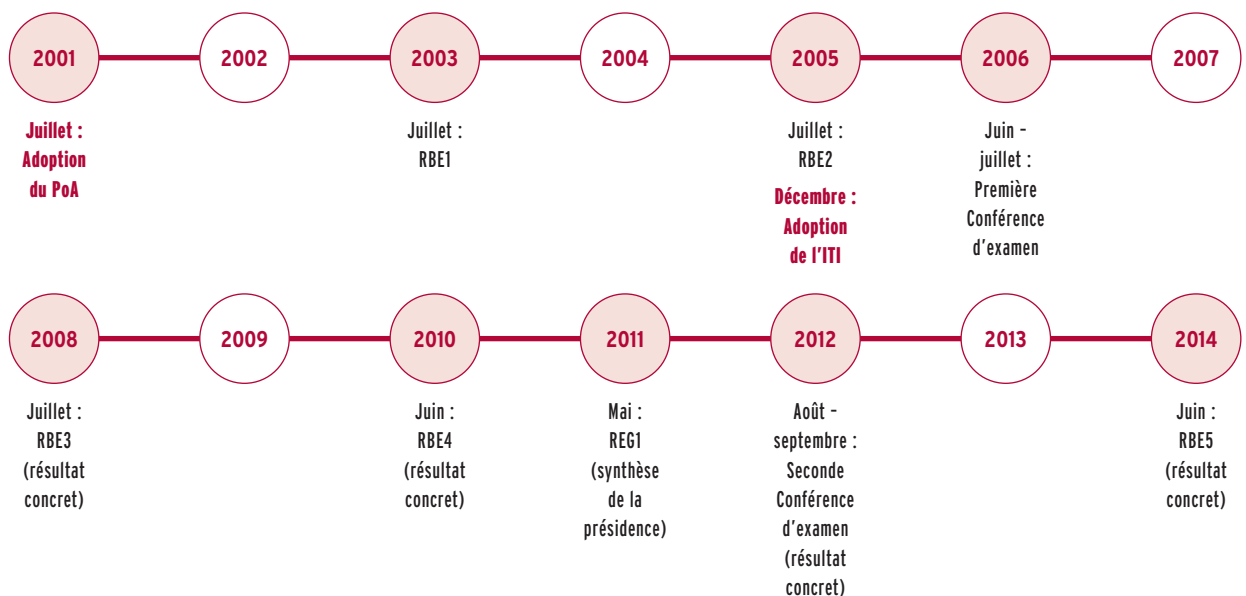 2001
2002
2003
2004
2005
2006
2007
Juillet :
Adoption
du PoA
Juillet :
RBE1
Juillet :
RBE2
Décembre :
Adoption
de l'ITI
Juin -
juillet :
Première
Conférence
d'examen
2008
2009
2010
2011
2012
2013
2014
Juillet :
RBE3
(résultat
concret)
Juin :
RBE4
(résultat
concret)
Mai :
REG1
(synthèse
de la
présidence)
Août -
septembre :
Seconde
Conférence
d'examen
(résultat
concret)
Juin :
RBE5
(résultat
concret)